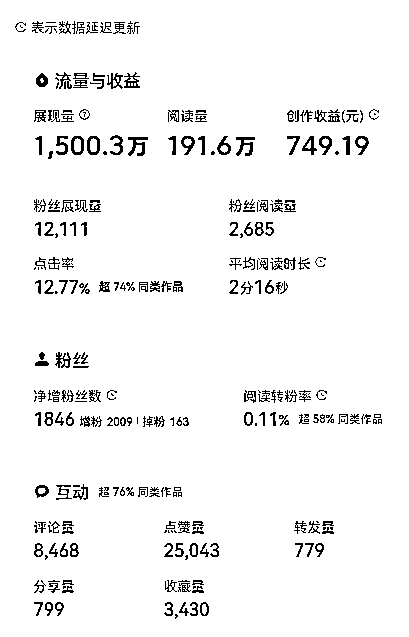 表示数据延迟更新
流量与收益
展现量 阅读量 创作收益(元)
1,500.3万 191.6万 749.19
粉丝展现量 粉丝阅读量
12,111 2,685
点击率 平均阅读时长
12.77% 超 74% 同类作品 2分16秒
粉丝
净增粉丝数 阅读转粉率
1846 增粉 2009 | 掉粉 163 0.11% 超 58% 同类作品
互动 超 76% 同类作品
评论量 点赞量 转发量
8,468 25,043 779
分享量 收藏量
799 3,430